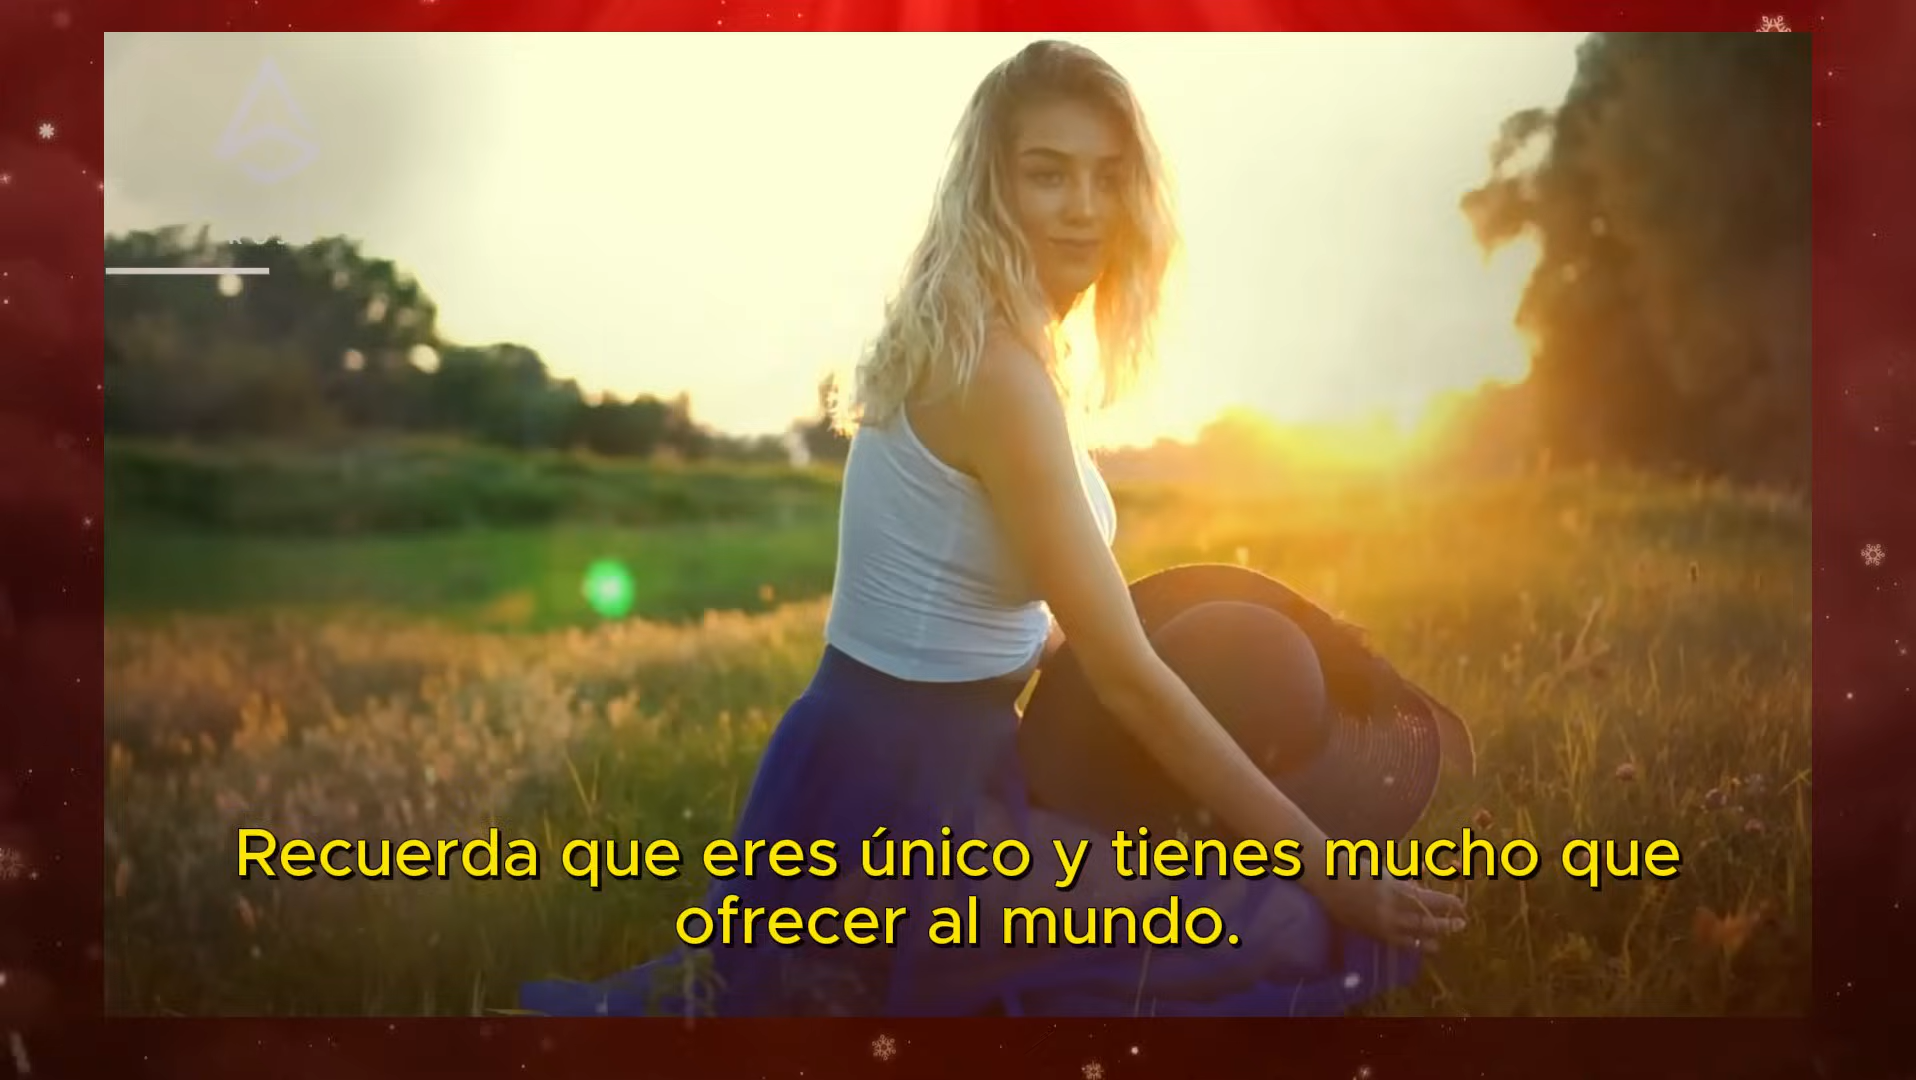 Recuerda que eres único y tienes mucho que
ofrecer al mundo.